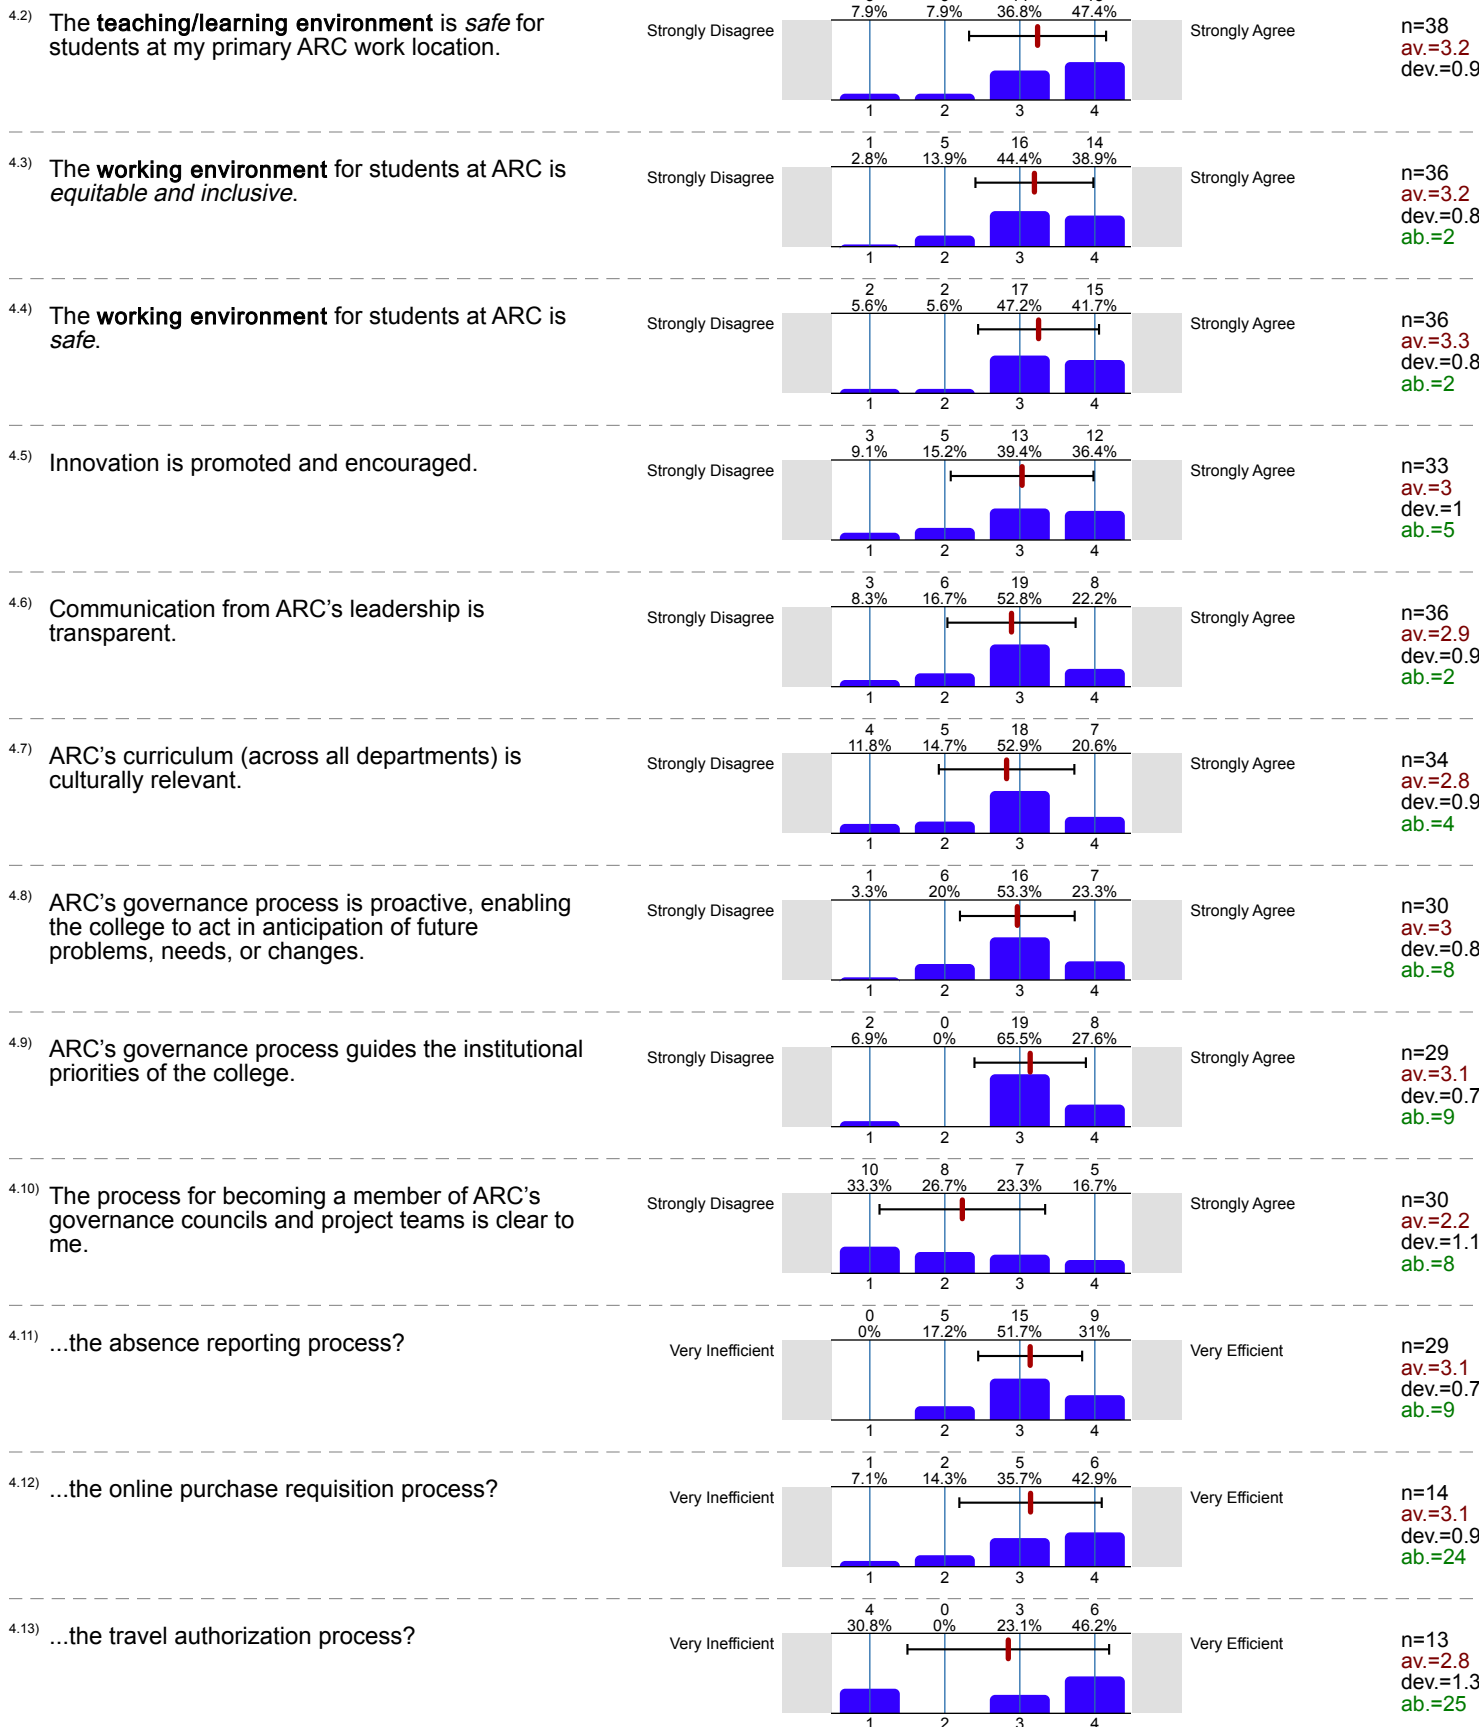 4.2) The teaching/learning environment is safe for
students at my primary ARC work location.
Strongly Disagree
7.9% 7.9% 36.8% 47.4%
1 2 3 4
Strongly Agree
n=38
av.=3.2
dev.=0.9
4.3) The working environment for students at ARC is
equitable and inclusive.
Strongly Disagree
1 5 16 14
2.8% 13.9% 44.4% 38.9%
1 2 3 4
Strongly Agree
n=36
av.=3.2
dev.=0.8
ab.=2
4.4) The working environment for students at ARC is
safe.
Strongly Disagree
2 2 17 15
5.6% 5.6% 47.2% 41.7%
1 2 3 4
Strongly Agree
n=36
av.=3.3
dev.=0.8
ab.=2
4.5) Innovation is promoted and encouraged.
Strongly Disagree
3 5 13 12
9.1% 15.2% 39.4% 36.4%
1 2 3 4
Strongly Agree
n=33
av.=3
dev.=1
ab.=5
4.6) Communication from ARC's leadership is
transparent.
Strongly Disagree
3 6 19 8
8.3% 16.7% 52.8% 22.2%
1 2 3 4
Strongly Agree
n=36
av.=2.9
dev.=0.9
ab.=2
4.7) ARC's curriculum (across all departments) is
culturally relevant.
Strongly Disagree
4 5 18 7
11.8% 14.7% 52.9% 20.6%
1 2 3 4
Strongly Agree
n=34
av.=2.8
dev.=0.9
ab.=4
4.8) ARC's governance process is proactive, enabling
the college to act in anticipation of future
problems, needs, or changes.
Strongly Disagree
1 6 16 7
3.3% 20% 53.3% 23.3%
1 2 3 4
Strongly Agree
n=30
av.=3
dev.=0.8
ab.=8
4.9) ARC's governance process guides the institutional
priorities of the college.
Strongly Disagree
2 0 19 8
6.9% 0% 65.5% 27.6%
1 2 3 4
Strongly Agree
n=29
av.=3.1
dev.=0.7
ab.=9
4.10) The process for becoming a member of ARC's
governance councils and project teams is clear to
me.
Strongly Disagree
10 8 7 5
33.3% 26.7% 23.3% 16.7%
1 2 3 4
Strongly Agree
n=30
av.=2.2
dev.=1.1
ab.=8
4.11) ...the absence reporting process?
Very Inefficient
0 5 15 9
0% 17.2% 51.7% 31%
1 2 3 4
Very Efficient
n=29
av.=3.1
dev.=0.7
ab.=9
4.12) ...the online purchase requisition process?
Very Inefficient
1 2 5 6
7.1% 14.3% 35.7% 42.9%
1 2 3 4
Very Efficient
n=14
av.=3.1
dev.=0.9
ab.=24
4.13) ...the travel authorization process?
Very Inefficient
4 0 3 6
30.8% 0% 23.1% 46.2%
1 2 3 4
Very Efficient
n=13
av.=2.8
dev.=1.3
ab.=25